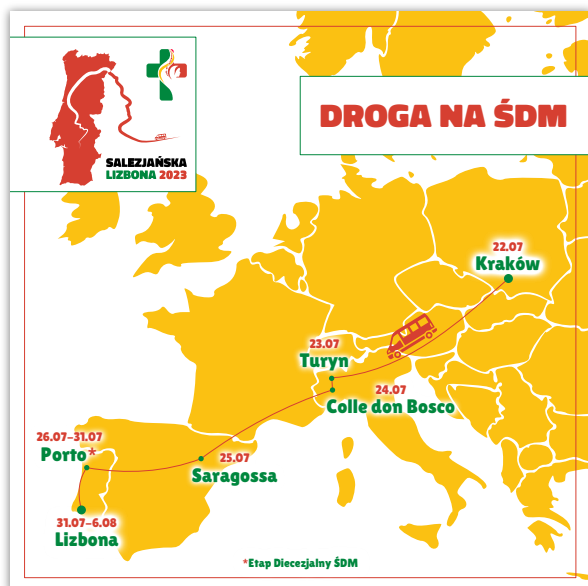 SALEZJAŃSKA
LIZBONA 2023
DROGA NA ŚDM
22.07
Kraków
23.07
Turyn
24.07
Colle don Bosco
25.07
Saragossa
26.07–31.07
Porto*
31.07–6.08
Lizbona
*Etap Diecezjalny ŚDM